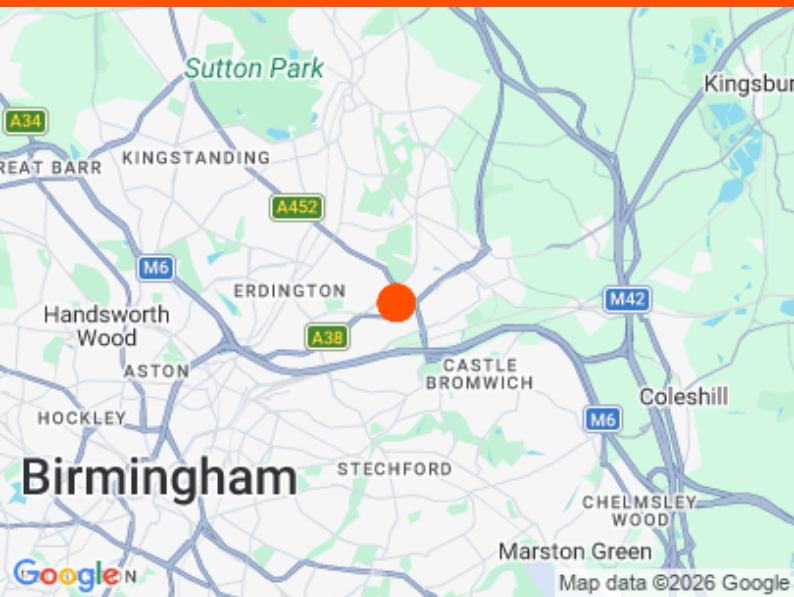 Sutton Park
Kingsbur
A34
REAT BARR
KINGSTANDING
A452
M6
ERDINGTON
M42
Handsworth
Wood
A38
ASTON
CASTLE
BROMWICH
Coleshill
HOCKLEY
M6
Birmingham
STECHFORD
CHELMSLEY
WOOD
Marston Green
Google
ON
Map data ©2026 Google